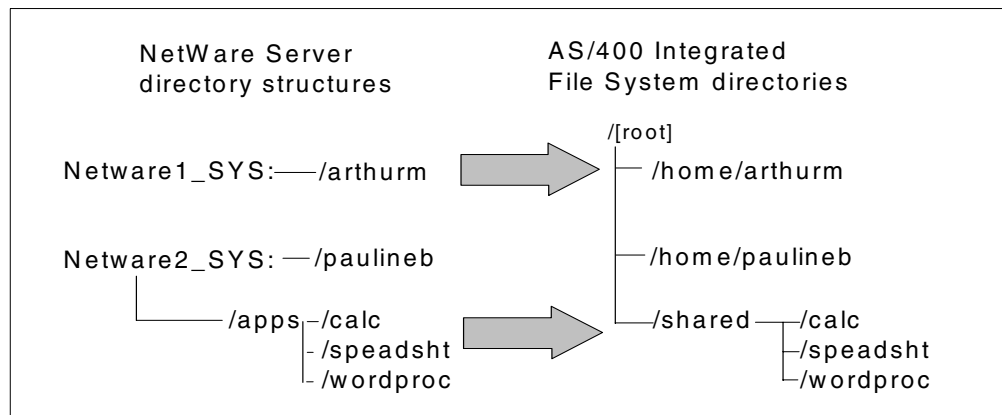 NetWare Server
directory structures
AS/400 Integrated
File System directories
/[root]
Netware1_SYS: /arthurm
/home/arthurm
Netware2_SYS: /paulineb
/home/paulineb
/apps /calc
/speadsht
/wordproc
/shared /calc
/speadsht
/wordproc